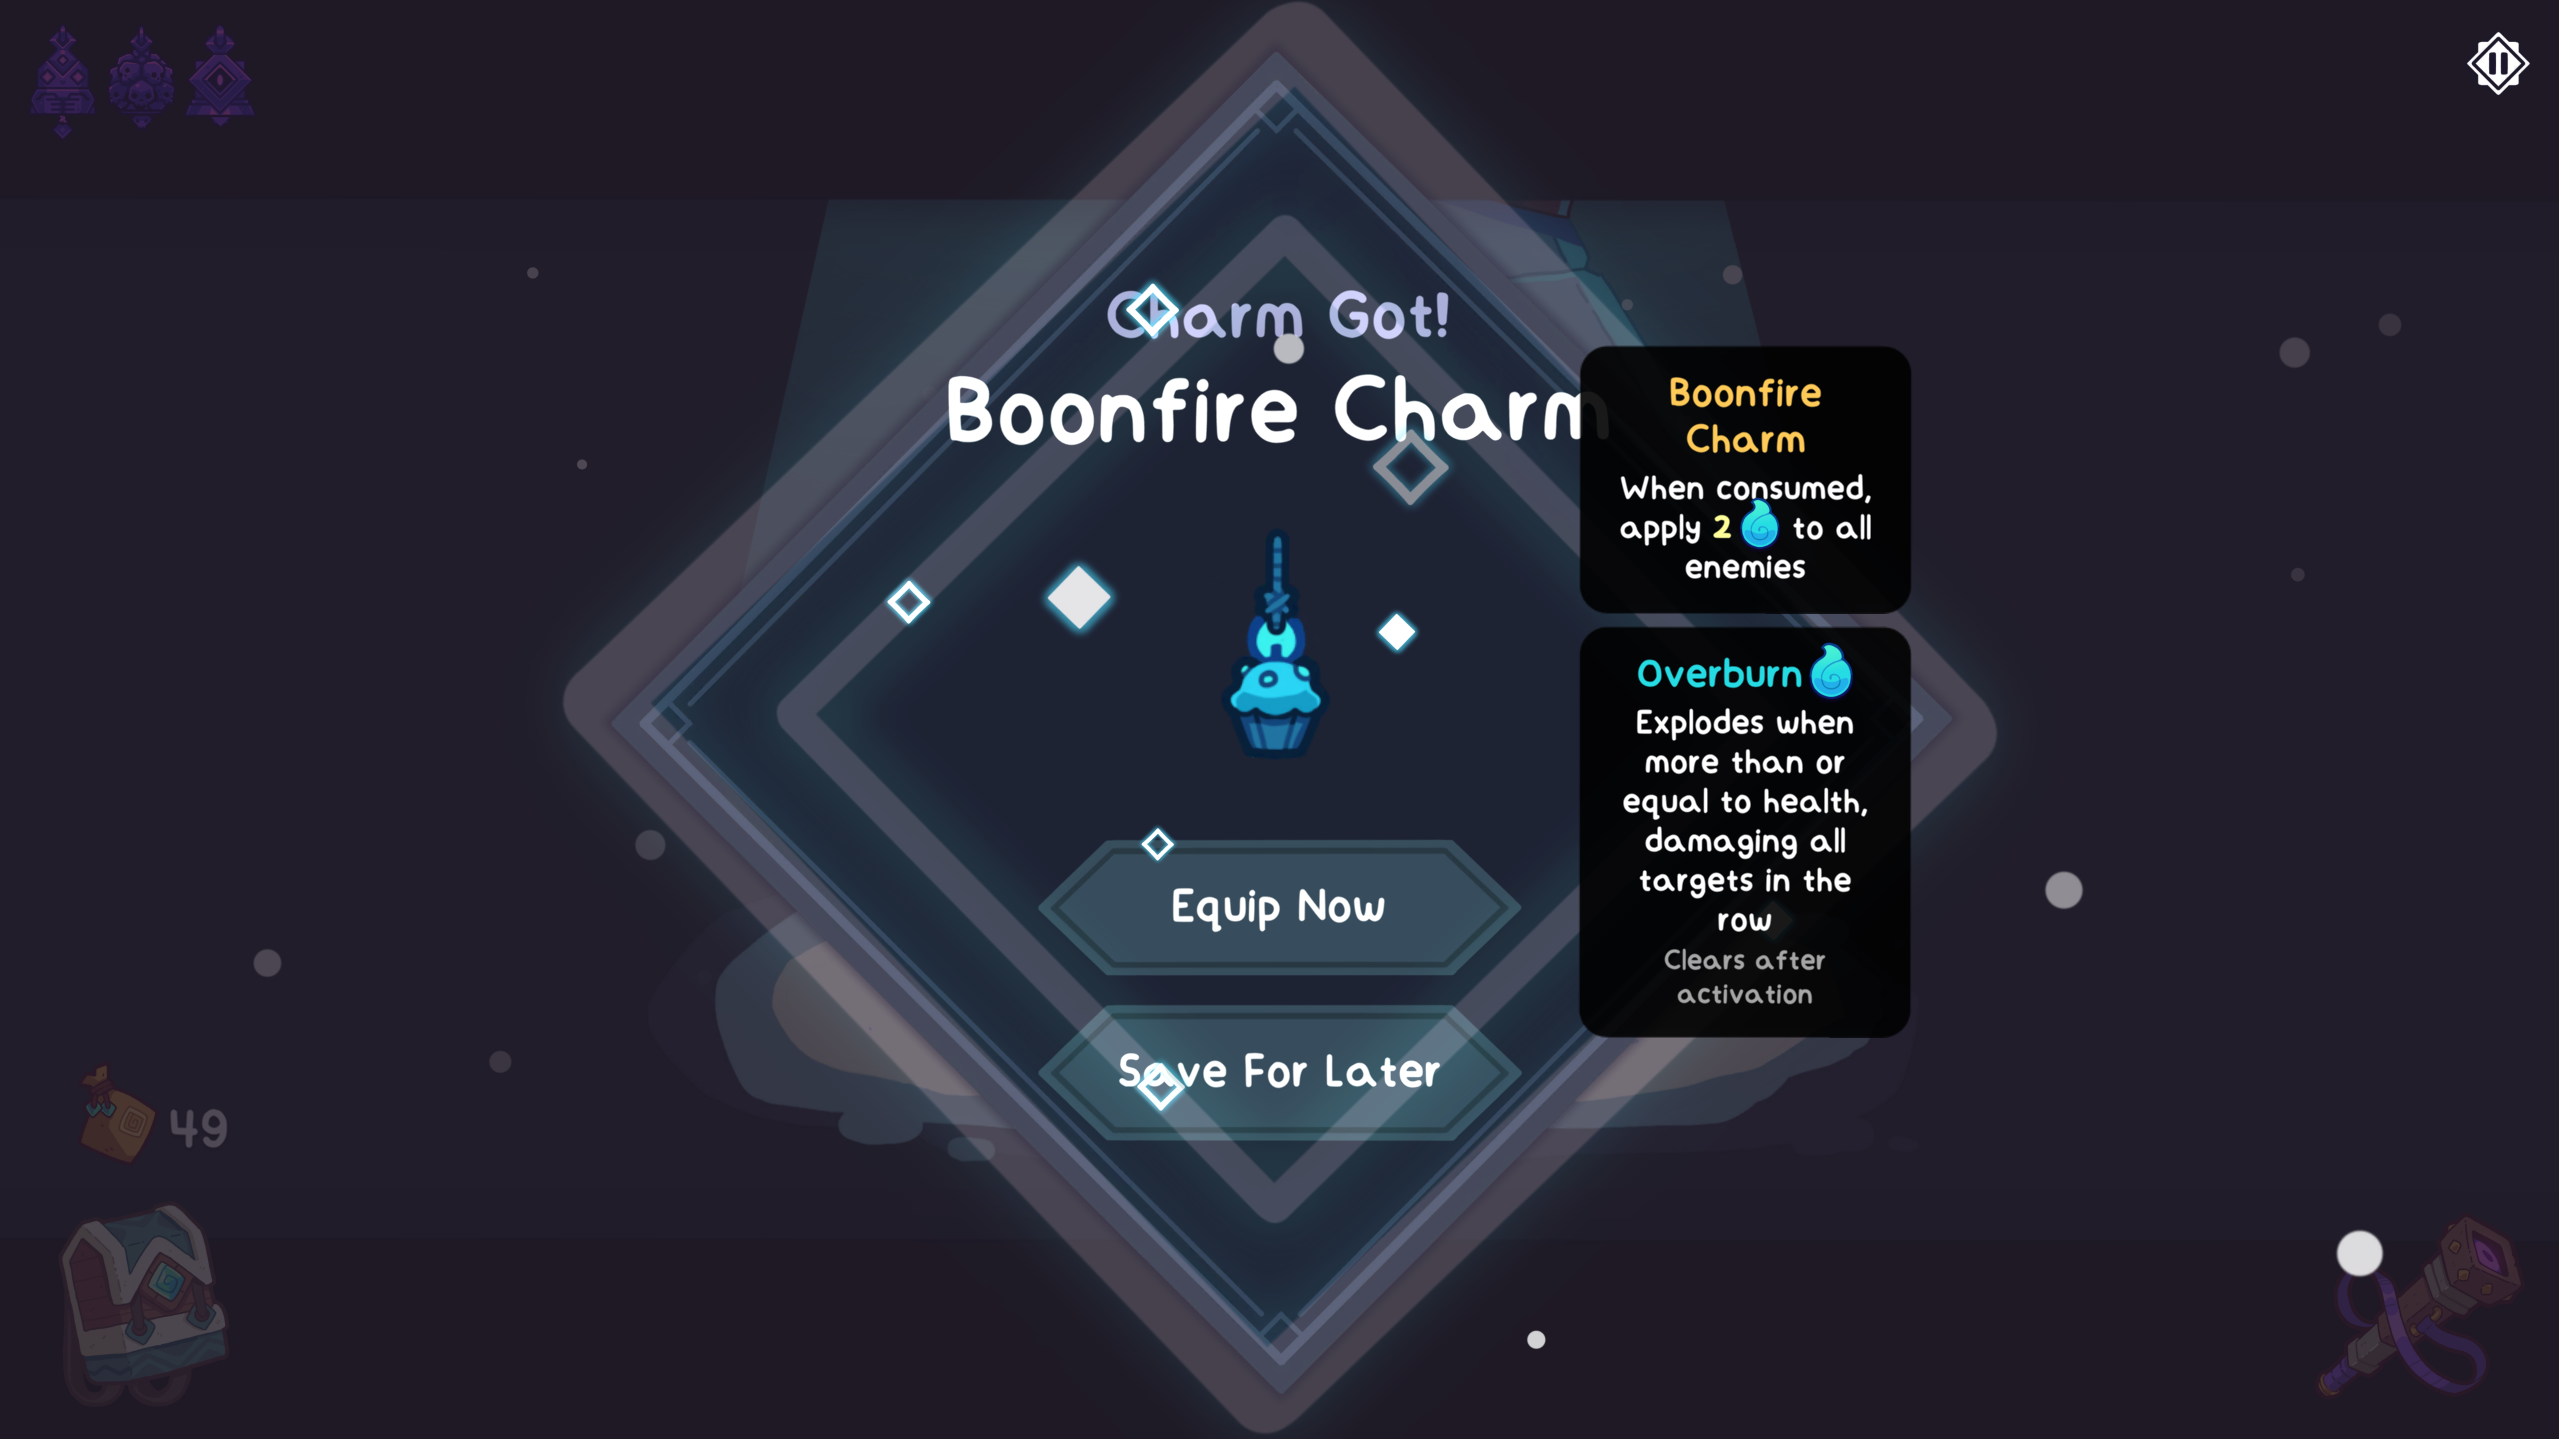 Charm Got!
Boonfire Charm
Boonfire
Charm
When consumed,
apply 2 to all
enemies
Overburn
Explodes when
more than or
equal to health,
damaging all
targets in the
row
Clears after
activation
Equip Now
Save For Later
49